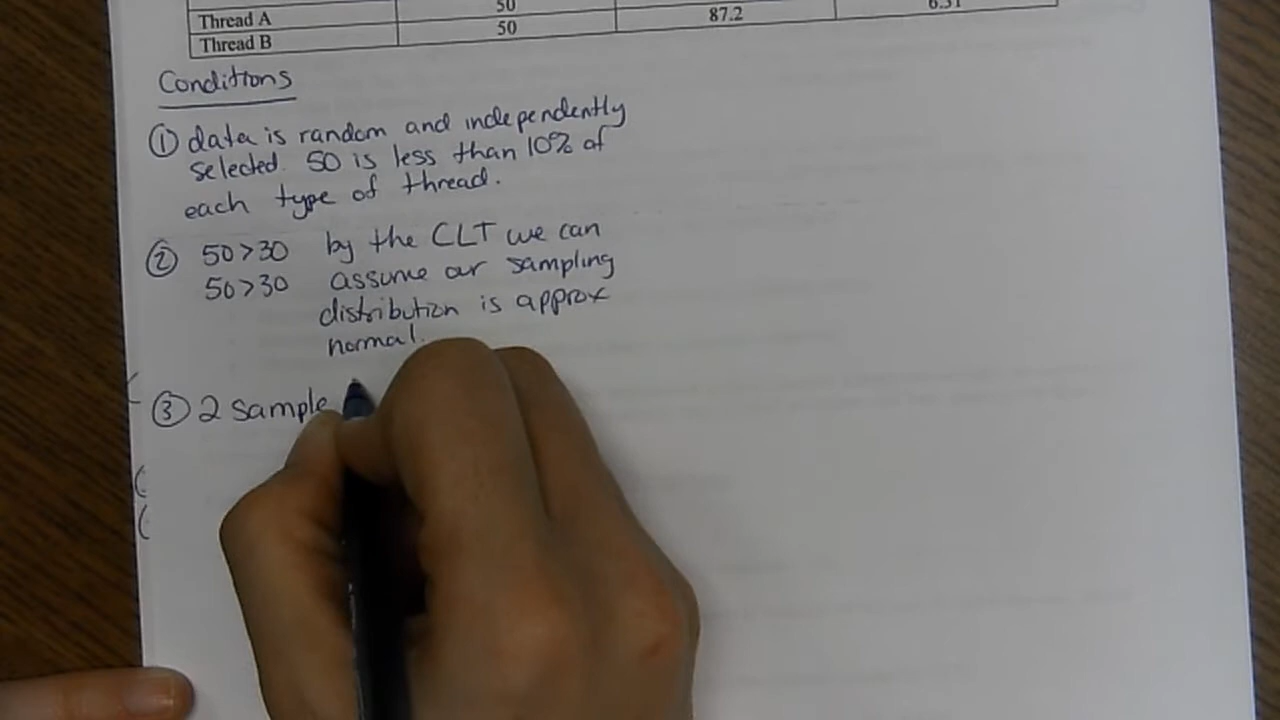 Thread A 50
Thread B 50 87.2 6.31
Conditions
① data is random and independently
selected. 50 is less than 10% of
each type of thread.
② 50>30 by the CLT we can
50>30 assume our sampling
distribution is approx
normal.
③ 2 sample